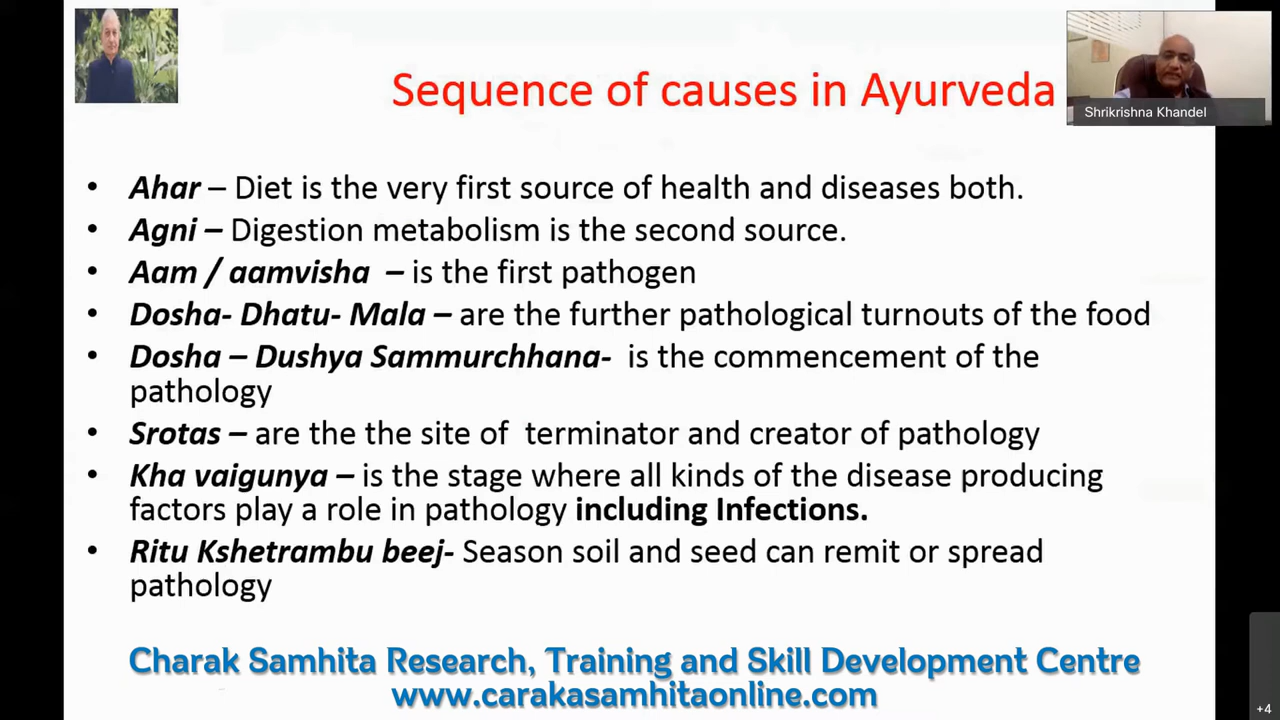 Sequence of causes in Ayurveda
Shrikrishna Khandel
• Ahar – Diet is the very first source of health and diseases both.
• Agni – Digestion metabolism is the second source.
• Aam / aamvisha – is the first pathogen
• Dosha- Dhatu- Mala – are the further pathological turnouts of the food
• Dosha – Dushya Sammurchhana- is the commencement of the
pathology
• Srotas – are the the site of terminator and creator of pathology
• Kha vaigunya – is the stage where all kinds of the disease producing
factors play a role in pathology including Infections.
• Ritu Kshetrambu beej- Season soil and seed can remit or spread
pathology
Charak Samhita Research, Training and Skill Development Centre
www.carakasamhitaonline.com
+4